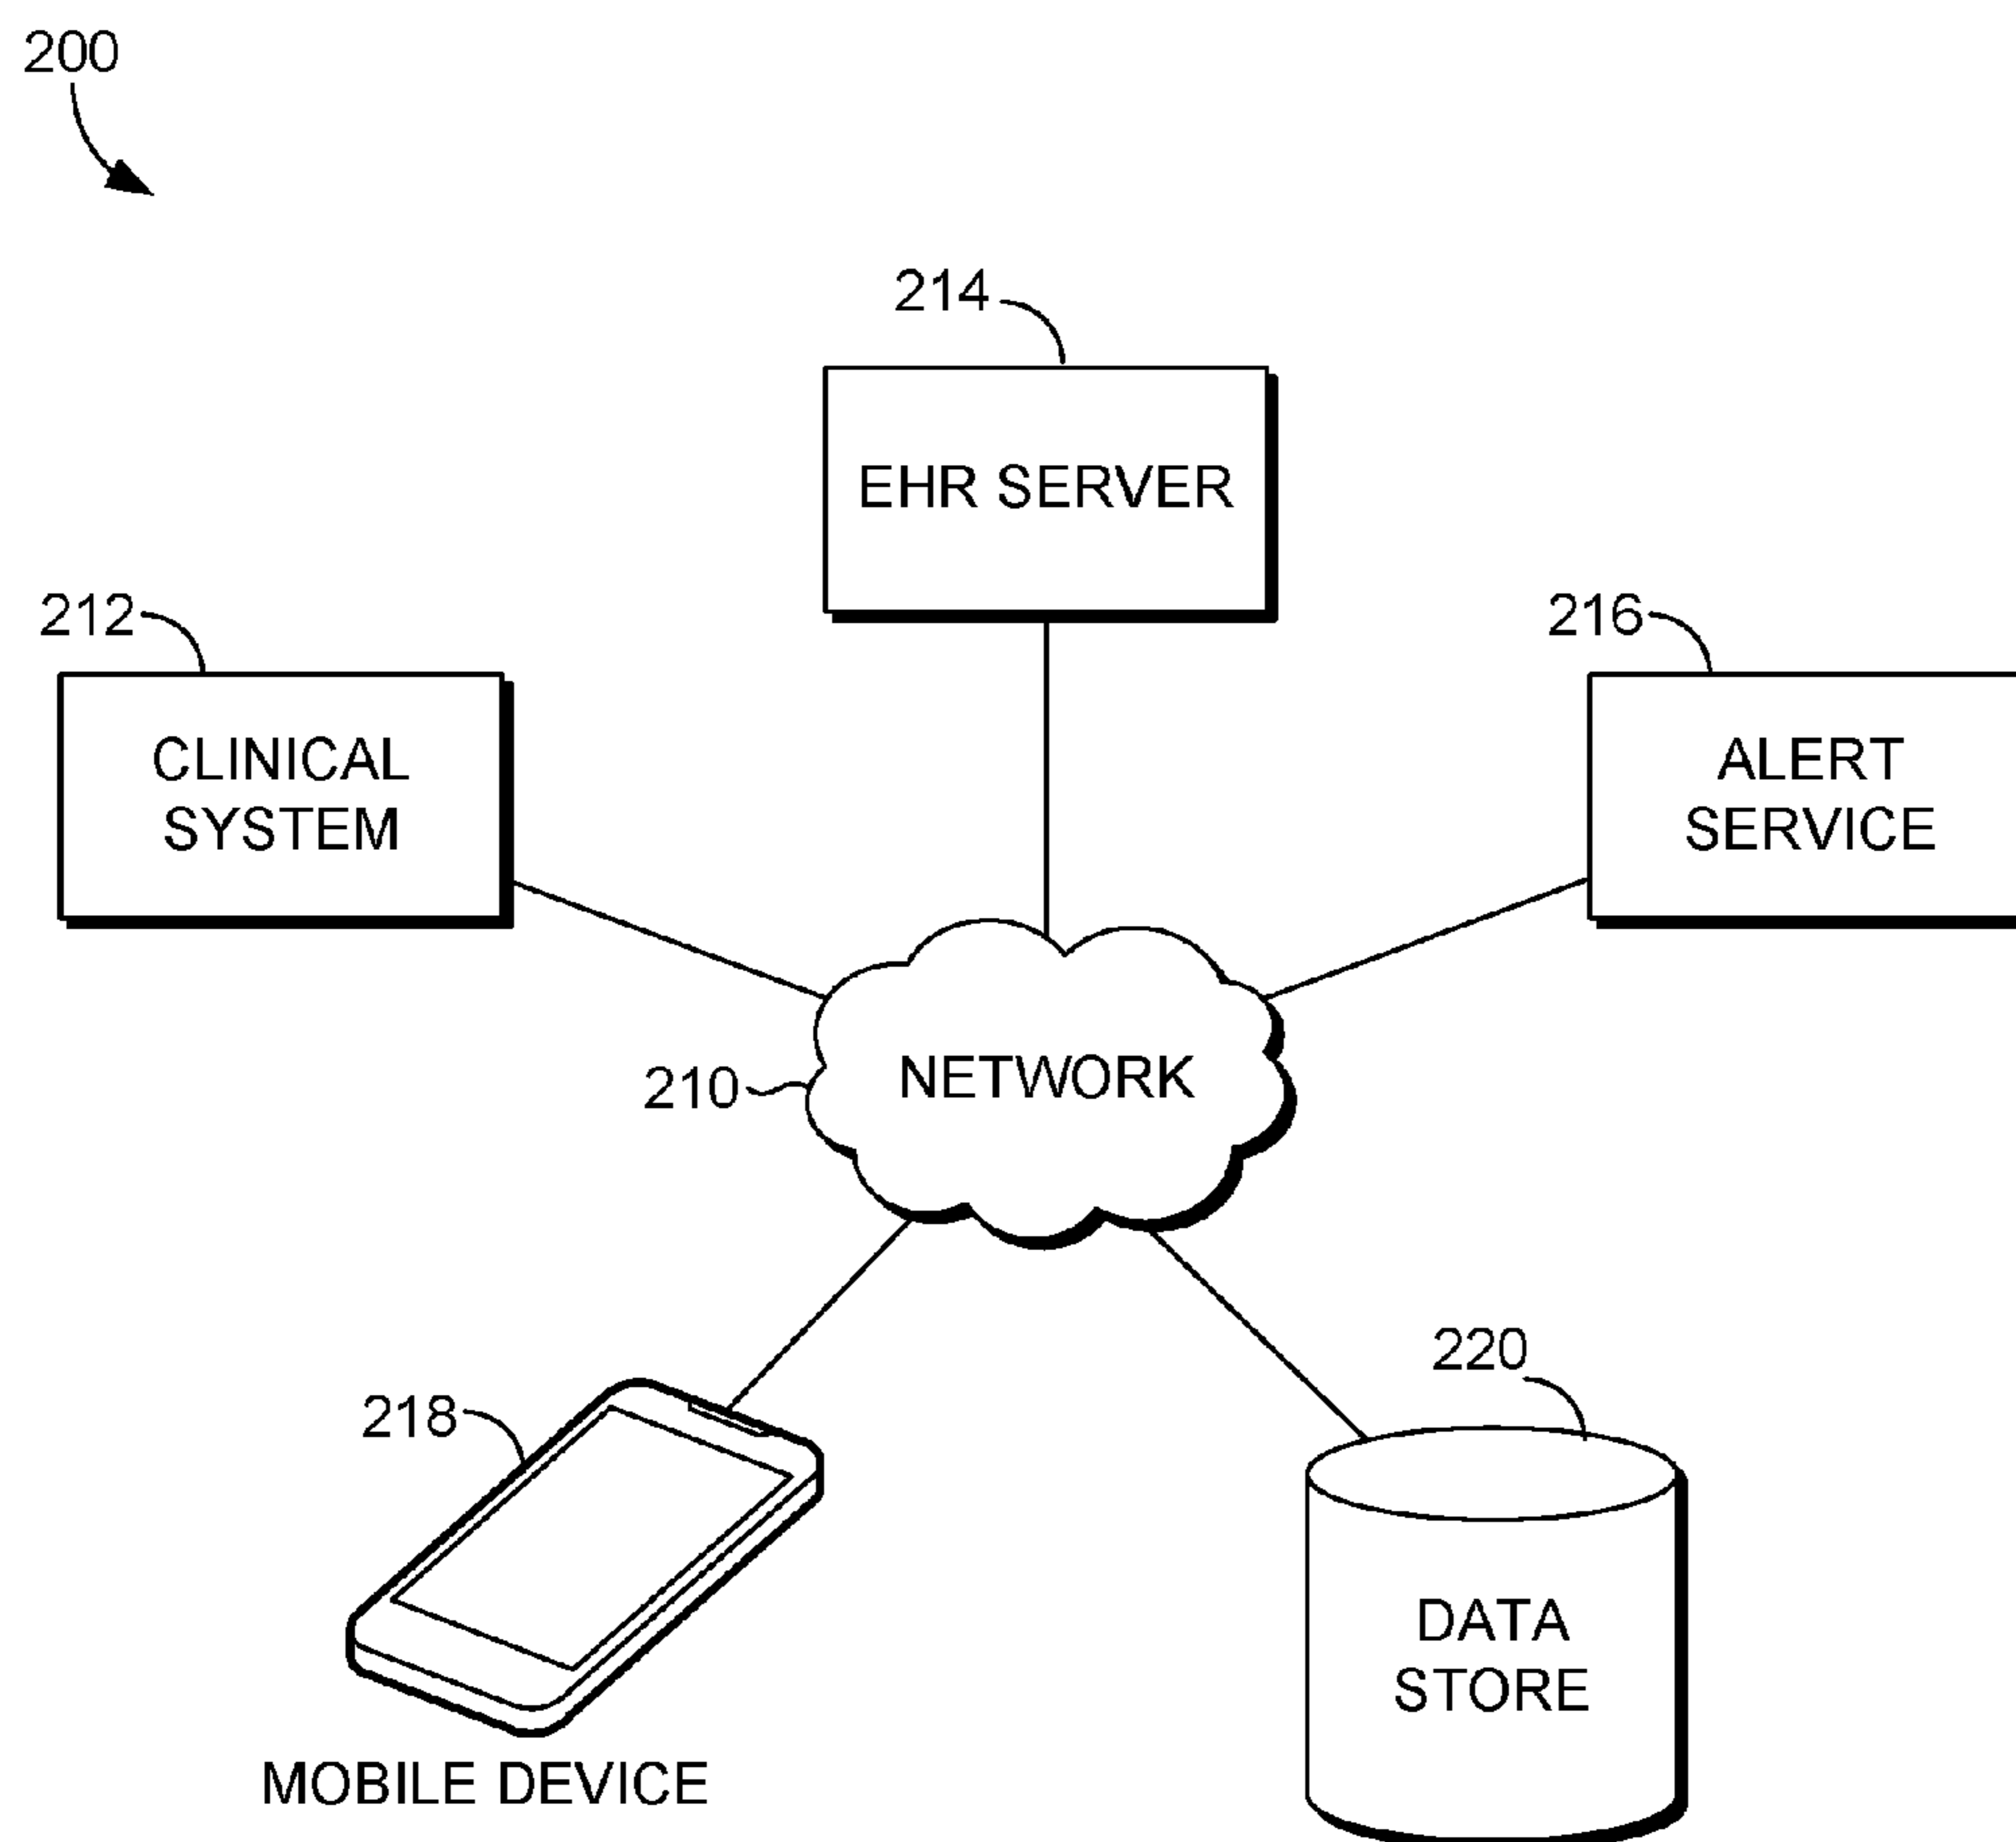 200
214
EHR SERVER
212
216
CLINICAL
SYSTEM
ALERT
SERVICE
210
NETWORK
218
220
DATA
STORE
MOBILE DEVICE